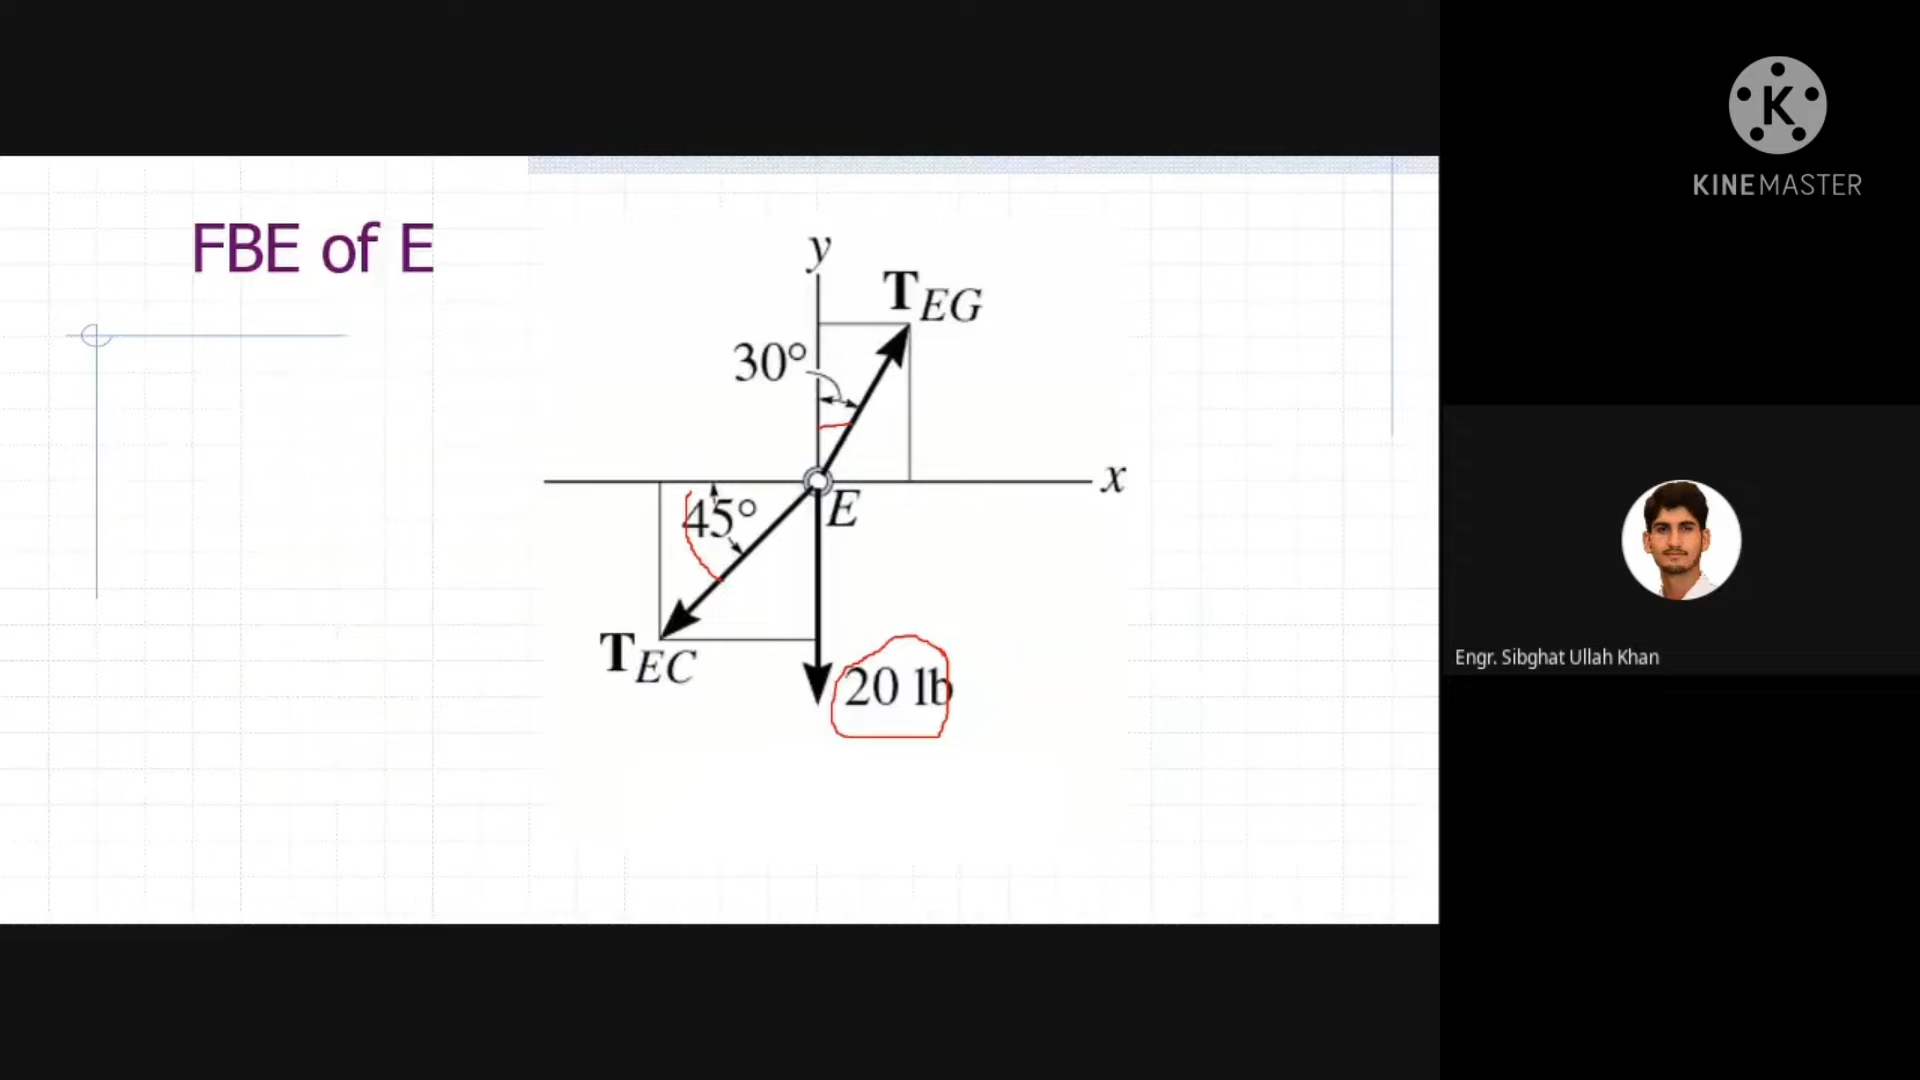 FBE of E
y
T_EG
30°
x
45°
E
T_EC
20 lb
K
KINEMASTER
Engr. Sibghat Ullah Khan